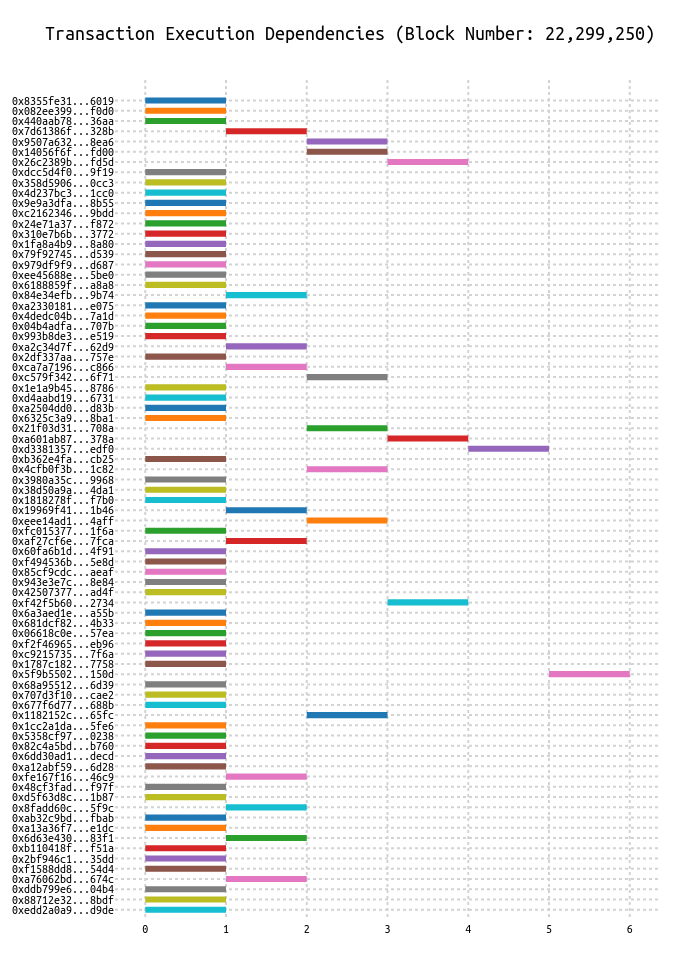 Transaction Execution Dependencies (Block Number: 22,299,250)
0x8355fe31...6019
0x082ee399...f0d0
0x440aab78...36aa
0x7d61386f...328b
0x9507a632...8ea6
0x14056f6f...fd00
0x26c2389b...fd5d
0xdcc5d4f0...9f19
0x358d5906...0cc3
0x4d237bc3...1cc0
0x9e9a3dfa...8b55
0xc2162346...9bdd
0x24e71a37...f872
0x310e7b6b...3772
0x1fa8a4b9...8a80
0x79f92745...d539
0x979df9f9...d687
0xee45688e...5be0
0x6188859f...a8a8
0x84e34efb...9b74
0xa2330181...e075
0x4dedc04b...7a1d
0x04b4adfa...707b
0x993b8de3...e519
0xa2c34d7f...62d9
0x2df337aa...757e
0xca7a7196...c866
0xc579f342...6f71
0x1e1a9b45...8786
0xd4aabd19...6731
0xa2504dd0...d83b
0x6325c3a9...8ba1
0x21f03d31...708a
0xa601ab87...378a
0xd3381357...edf0
0xb362e4fa...cb25
0x4cfb0f3b...1c82
0x3980a35c...9968
0x38d50a9a...4da1
0x1818278f...f7b0
0x19969f41...1b46
0xeee14ad1...4aff
0xfc015377...1f6a
0xaf27cf6e...7fca
0x60fa6b1d...4f91
0xf494536b...5e8d
0x85cf9cdc...aeaf
0x943e3e7c...8e84
0x42507377...ad4f
0xf42f5b60...2734
0x6a3aed1e...a55b
0x681dcf82...4b33
0x06618c0e...57ea
0xf2f46965...eb96
0xc9215735...7f6a
0x1787c182...7758
0x5f9b5502...150d
0x68a95512...6d39
0x707d3f10...cae2
0x677f6d77...688b
0x1182152c...65fc
0x1cc2a1da...5fe6
0x5358cf97...0238
0x82c4a5bd...b760
0x6dd30ad1...decd
0xa12abf59...6d28
0xfe167f16...46c9
0x48cf3fad...f97f
0xd5f63d8c...1b87
0x8fadd60c...5f9c
0xab32c9bd...fbab
0xa13a36f7...e1dc
0x6d63e430...83f1
0xb110418f...f51a
0x2bf946c1...35dd
0xf1588dd8...54d4
0xa76062bd...674c
0xddb799e6...04b4
0x88712e32...8bdf
0xedd2a0a9...d9de
0 1 2 3 4 5 6